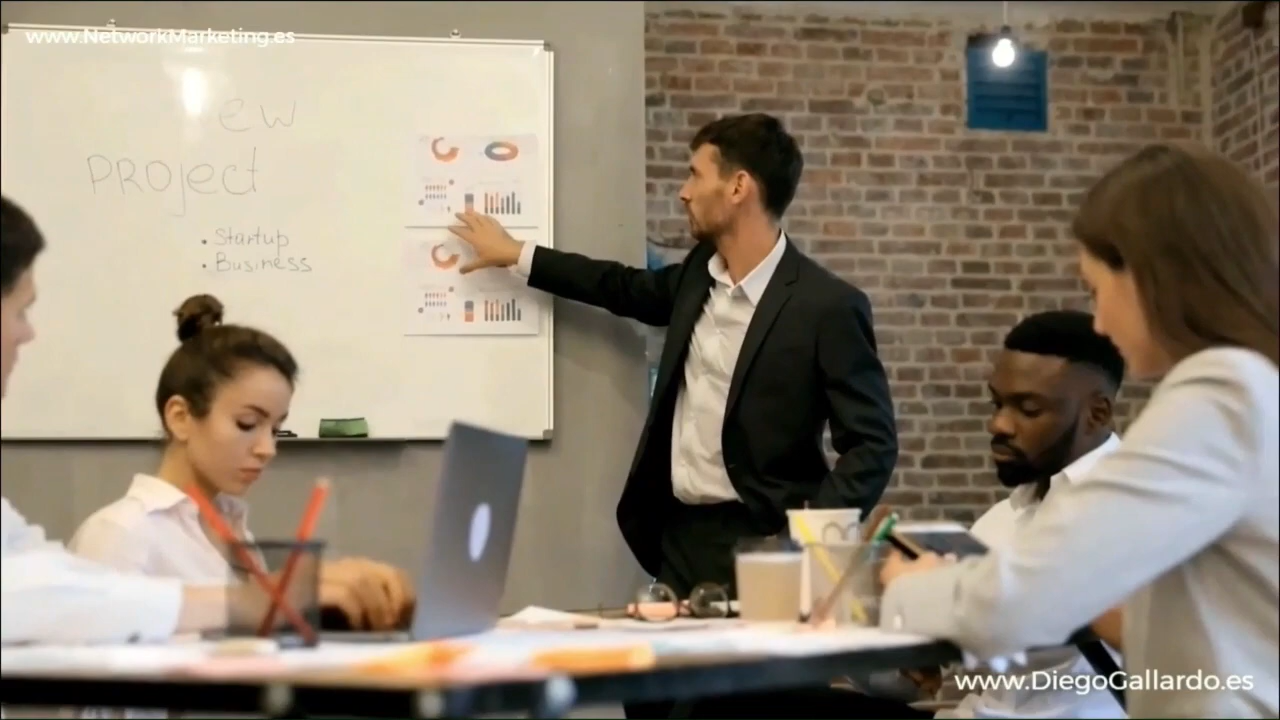 www.NetworkMarketing.es
ew
PROject
• Startup
• Business
www.DiegoGallardo.es